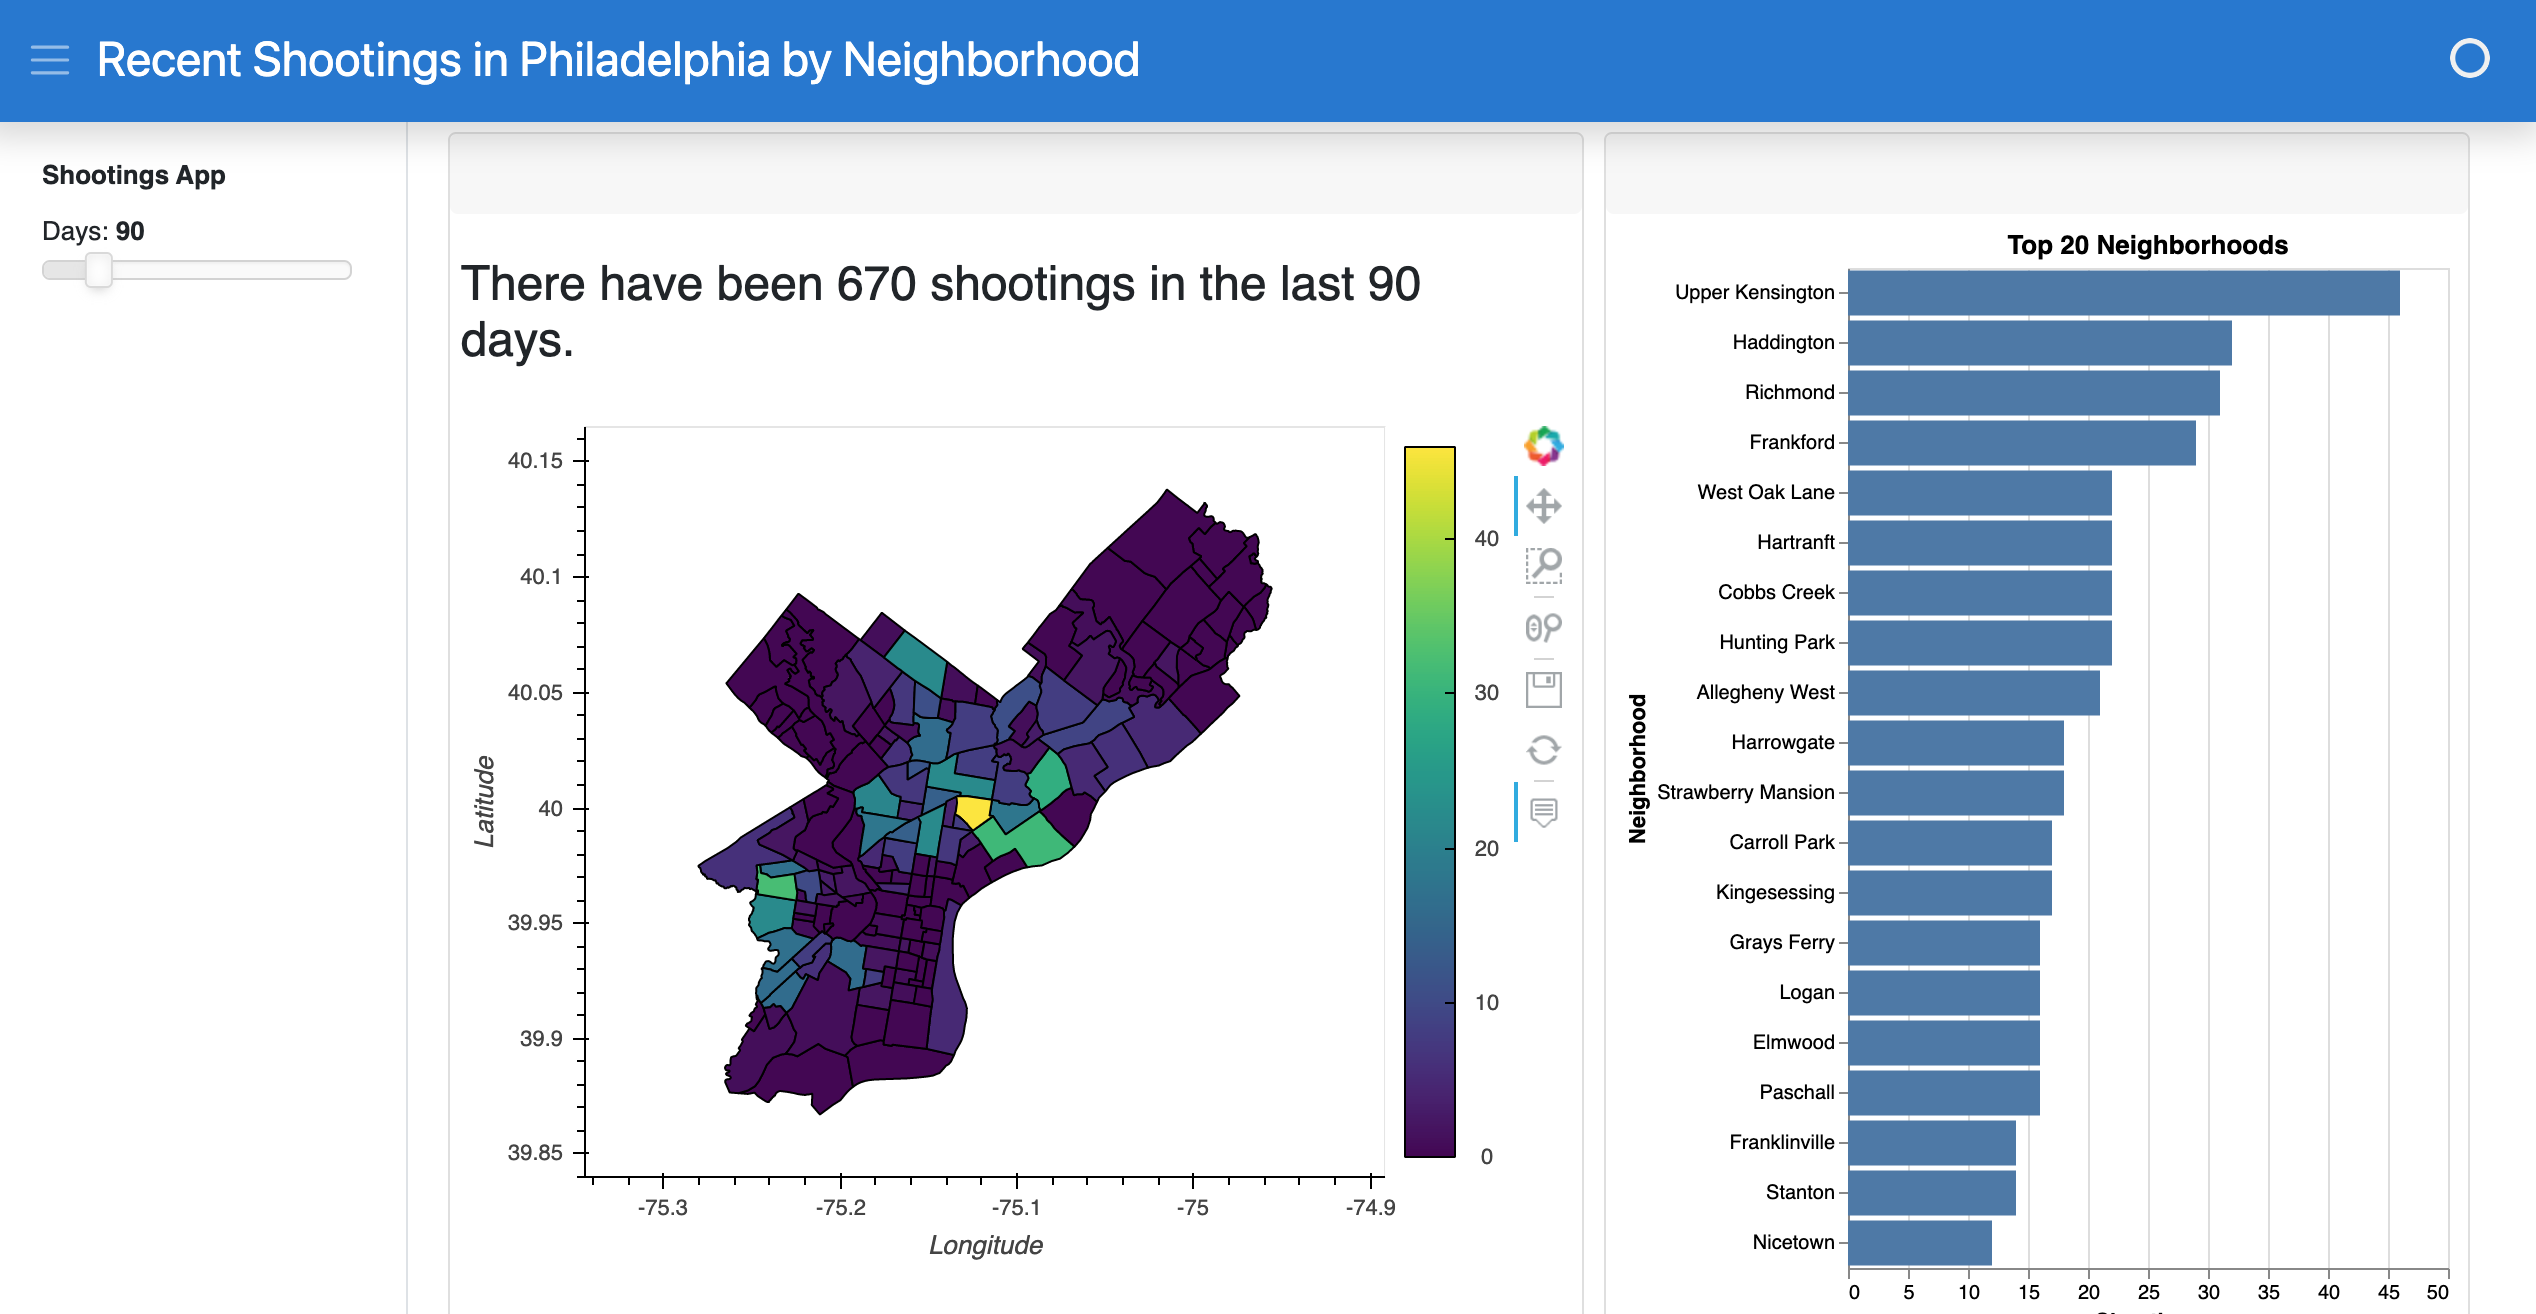 Recent Shootings in Philadelphia by Neighborhood
Shootings App
Days: 90
There have been 670 shootings in the last 90
days.
40.15
40.1
40.05
40
39.95
39.9
39.85
Latitude
-75.3
-75.2
-75.1
-75
-74.9
Longitude
40
30
20
10
0
Top 20 Neighborhoods
Neighborhood
Upper Kensington
Haddington
Richmond
Frankford
West Oak Lane
Hartranft
Cobbs Creek
Hunting Park
Allegheny West
Harrowgate
Strawberry Mansion
Carroll Park
Kingesessing
Grays Ferry
Logan
Elmwood
Paschall
Franklinville
Stanton
Nicetown
0 5 10 15 20 25 30 35 40 45 50